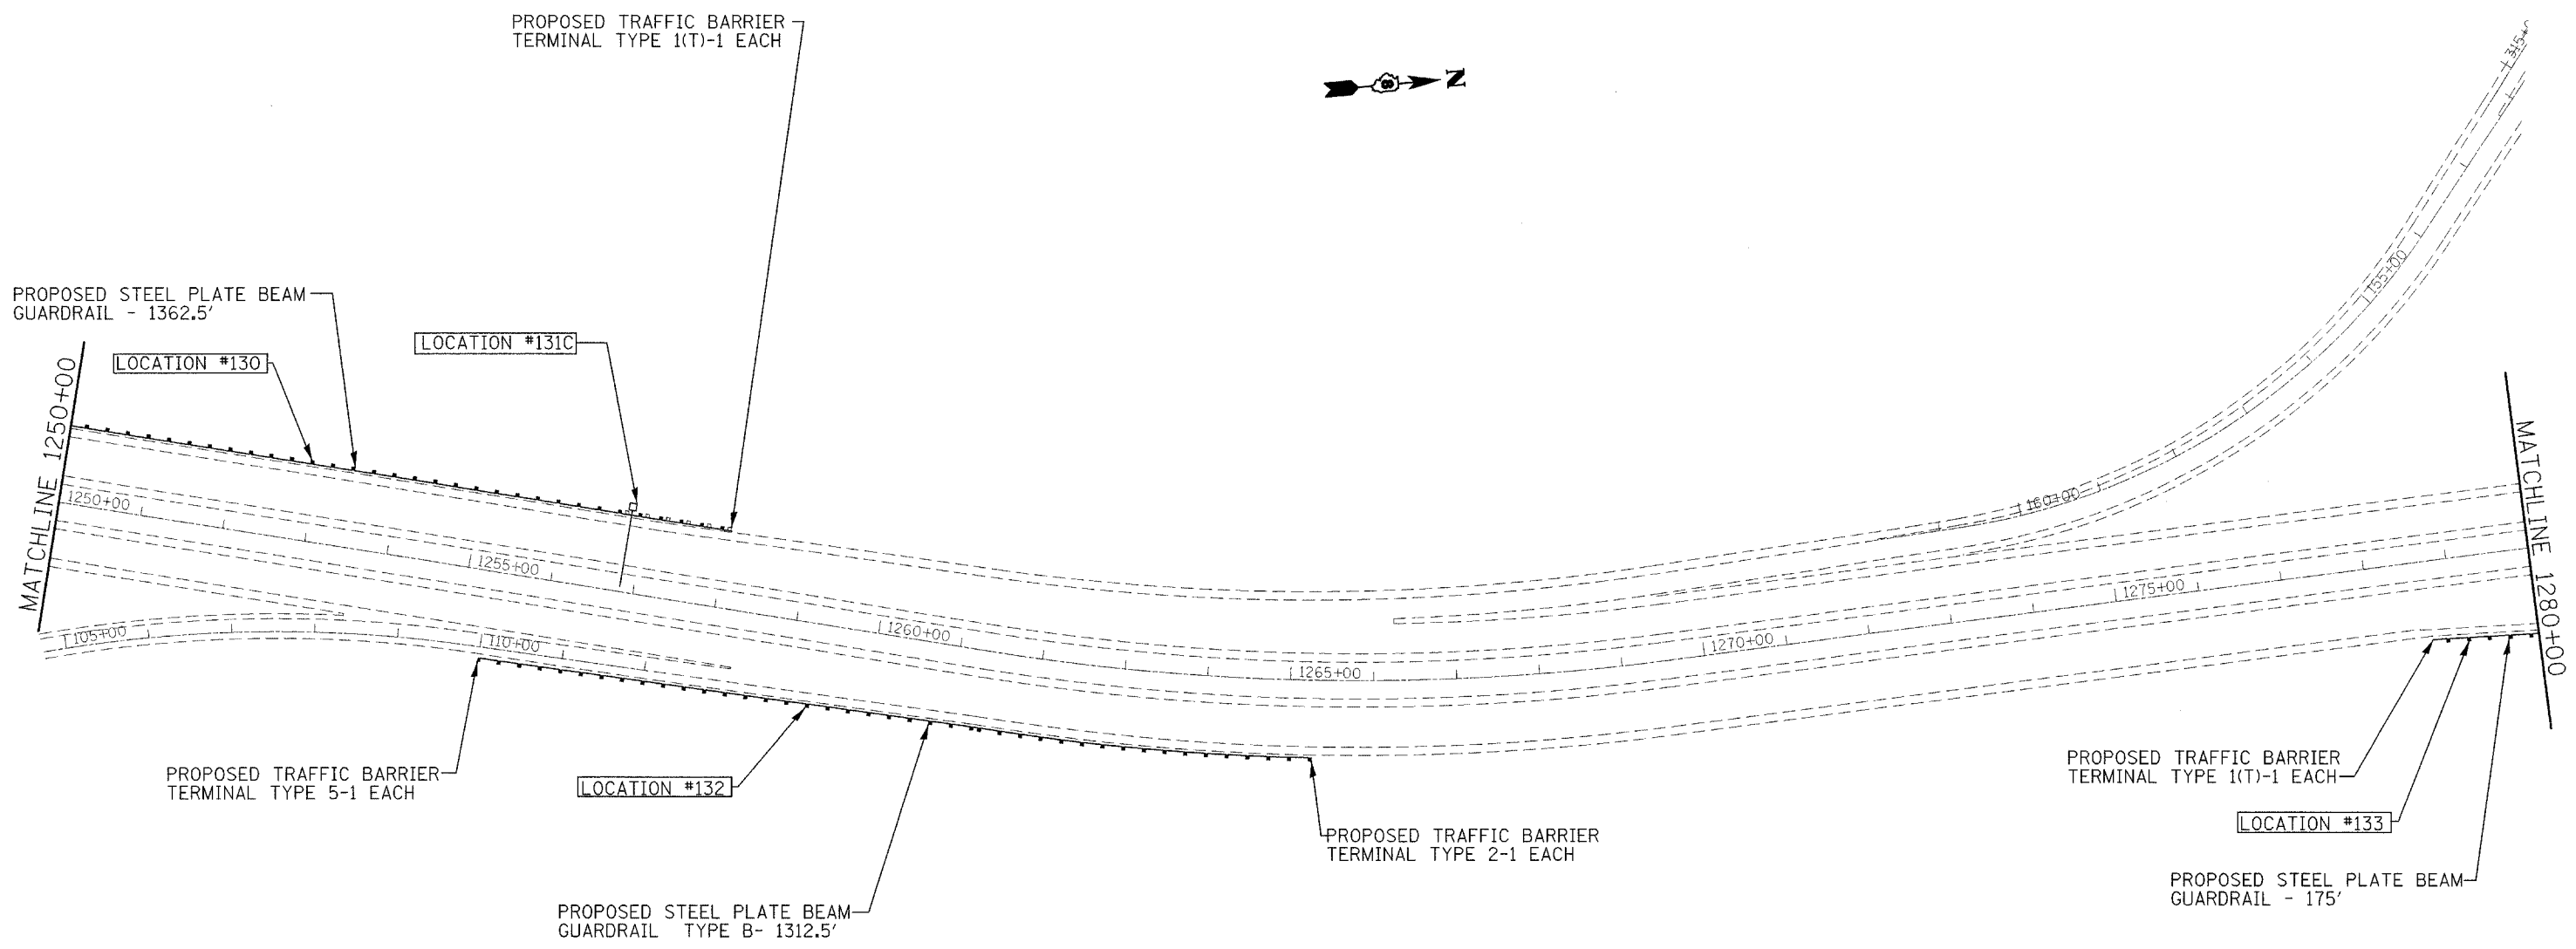 PROPOSED TRAFFIC BARRIER
TERMINAL TYPE 1(T)-1 EACH
N
315+
PROPOSED STEEL PLATE BEAM
GUARDRAIL - 1362.5'
LOCATION #130
LOCATION #131C
MATCHLINE 1250+00
1250+00
1255+00
1260+00
1265+00
1270+00
1275+00
155+00
160+00
MATCHLINE 1280+00
105+00
110+00
PROPOSED TRAFFIC BARRIER
TERMINAL TYPE 5-1 EACH
LOCATION #132
PROPOSED STEEL PLATE BEAM
GUARDRAIL TYPE B- 1312.5'
PROPOSED TRAFFIC BARRIER
TERMINAL TYPE 2-1 EACH
PROPOSED TRAFFIC BARRIER
TERMINAL TYPE 1(T)-1 EACH
LOCATION #133
PROPOSED STEEL PLATE BEAM
GUARDRAIL - 175'